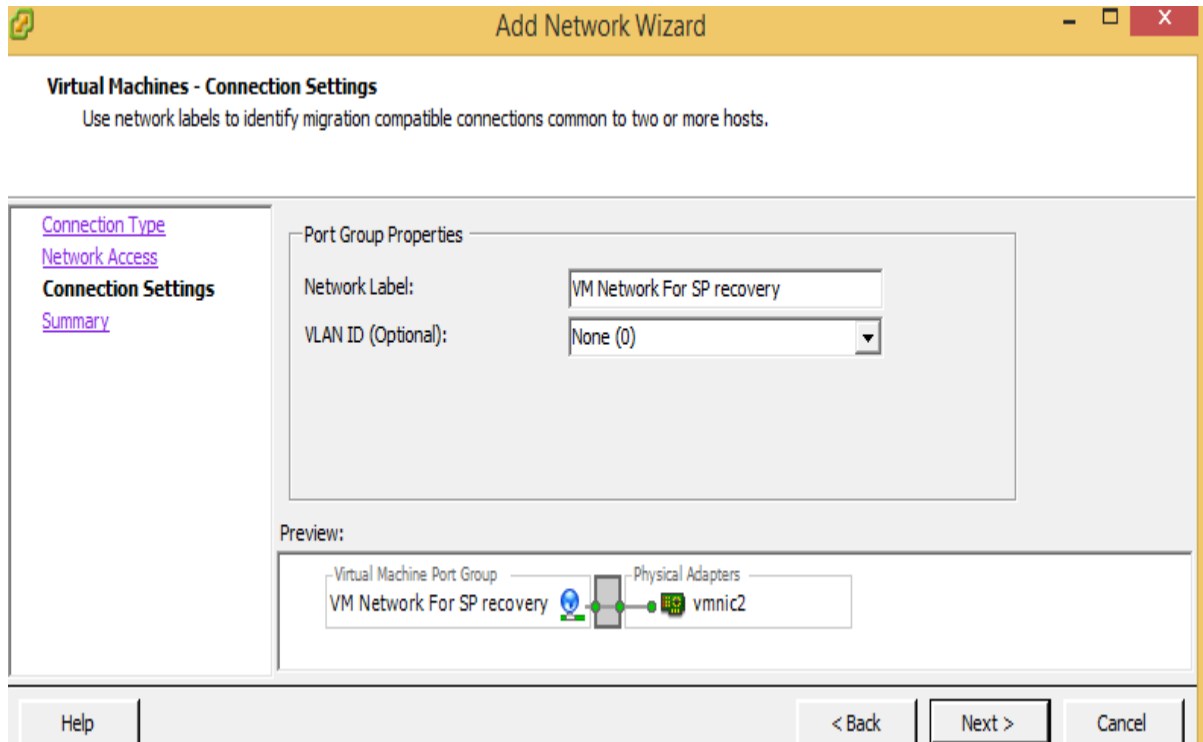 Add Network Wizard
Virtual Machines - Connection Settings
Use network labels to identify migration compatible connections common to two or more hosts.
Connection Type
Network Access
Connection Settings
Summary
Port Group Properties
Network Label:
VM Network For SP recovery
VLAN ID (Optional):
None (0)
Preview:
Virtual Machine Port Group
VM Network For SP recovery
Physical Adapters
vmnic2
Help
< Back
Next >
Cancel